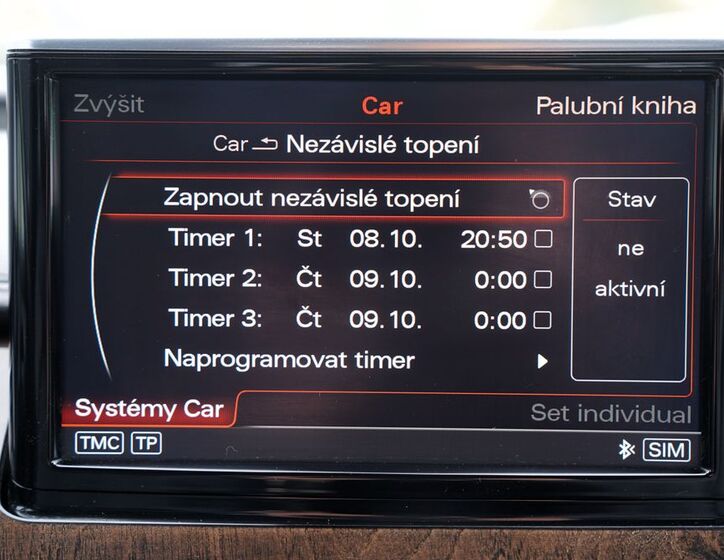 Zvýšit Car Palubní kniha
Car Nezávislé topení
Zapnout nezávislé topení
Timer 1: St 08.10. 20:50
Timer 2: Čt 09.10. 0:00
Timer 3: Čt 09.10. 0:00
Naprogramovat timer
Stav
ne
aktivní
Systémy Car Set individual
TMC TP SIM